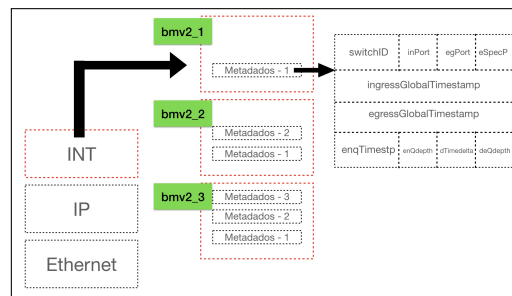 bmv2_1
Metadados - 1
switchID inPort egPort eSpecP
ingressGlobalTimestamp
egressGlobalTimestamp
enqTimestp enQdepth dTimedelta deQdepth
bmv2_2
Metadados - 2
Metadados - 1
INT
bmv2_3
Metadados - 3
Metadados - 2
Metadados - 1
IP
Ethernet